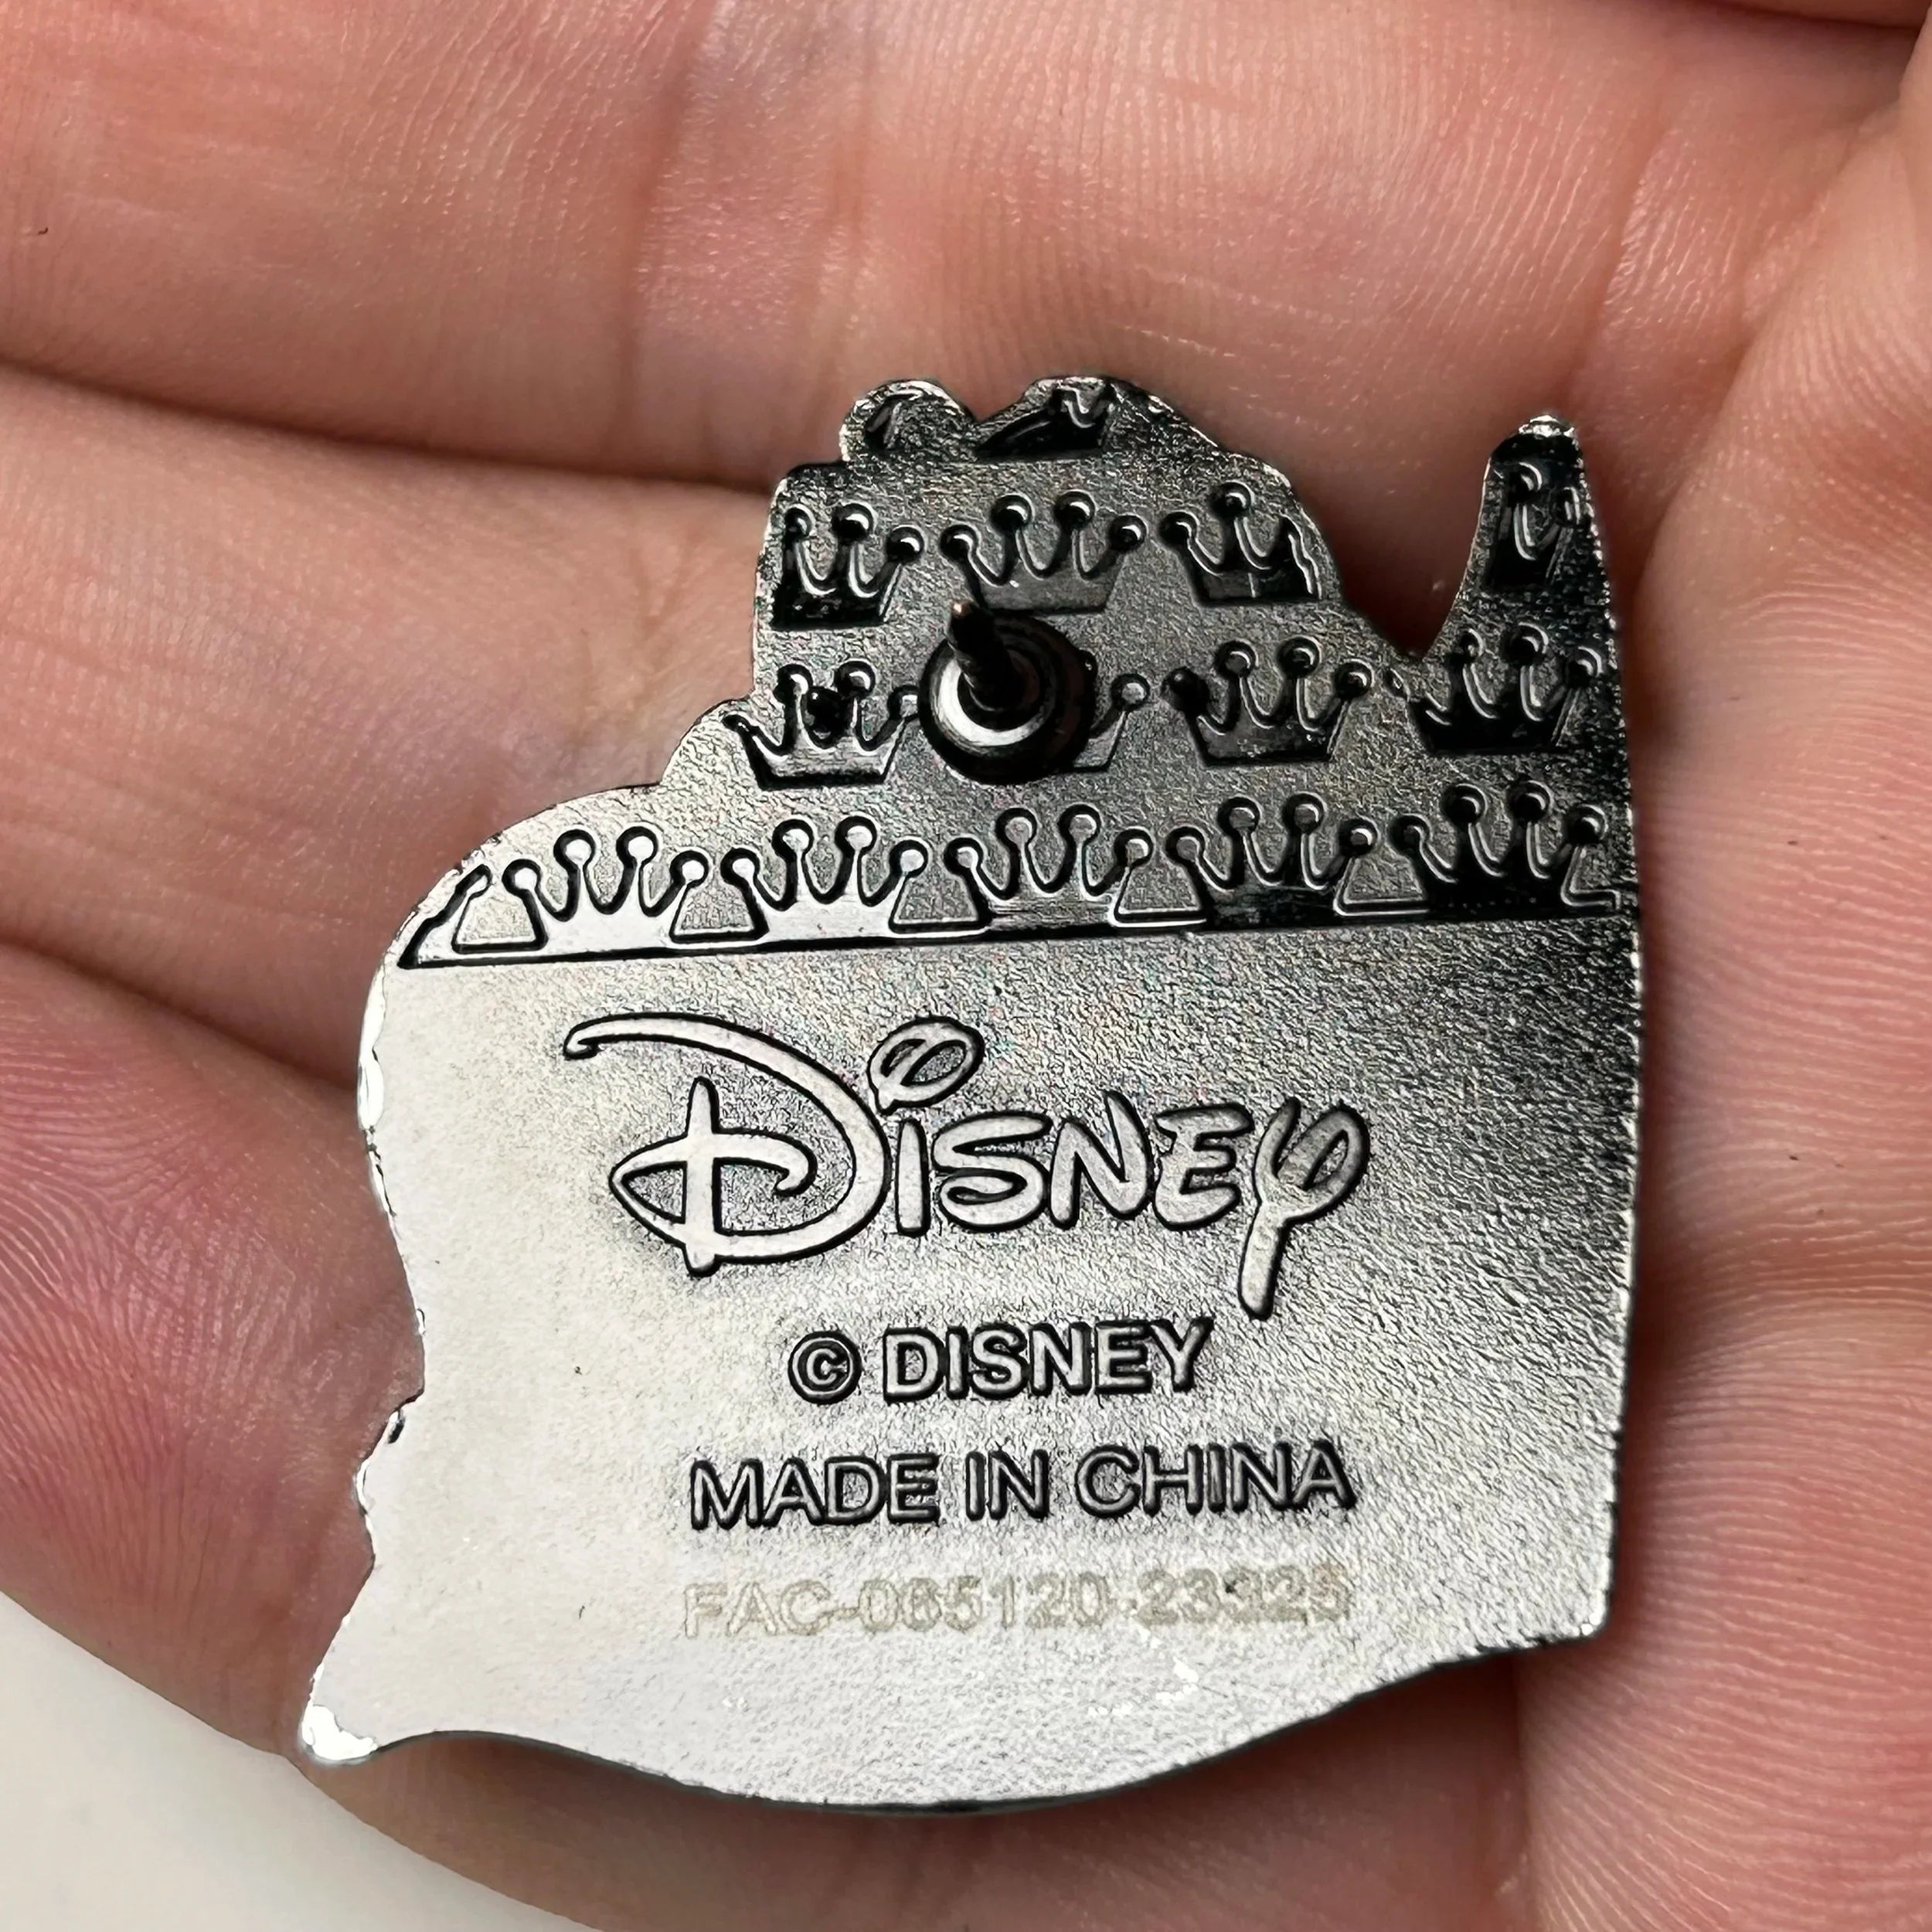 Disney
© DISNEY
MADE IN CHINA
FAC-065120-23325